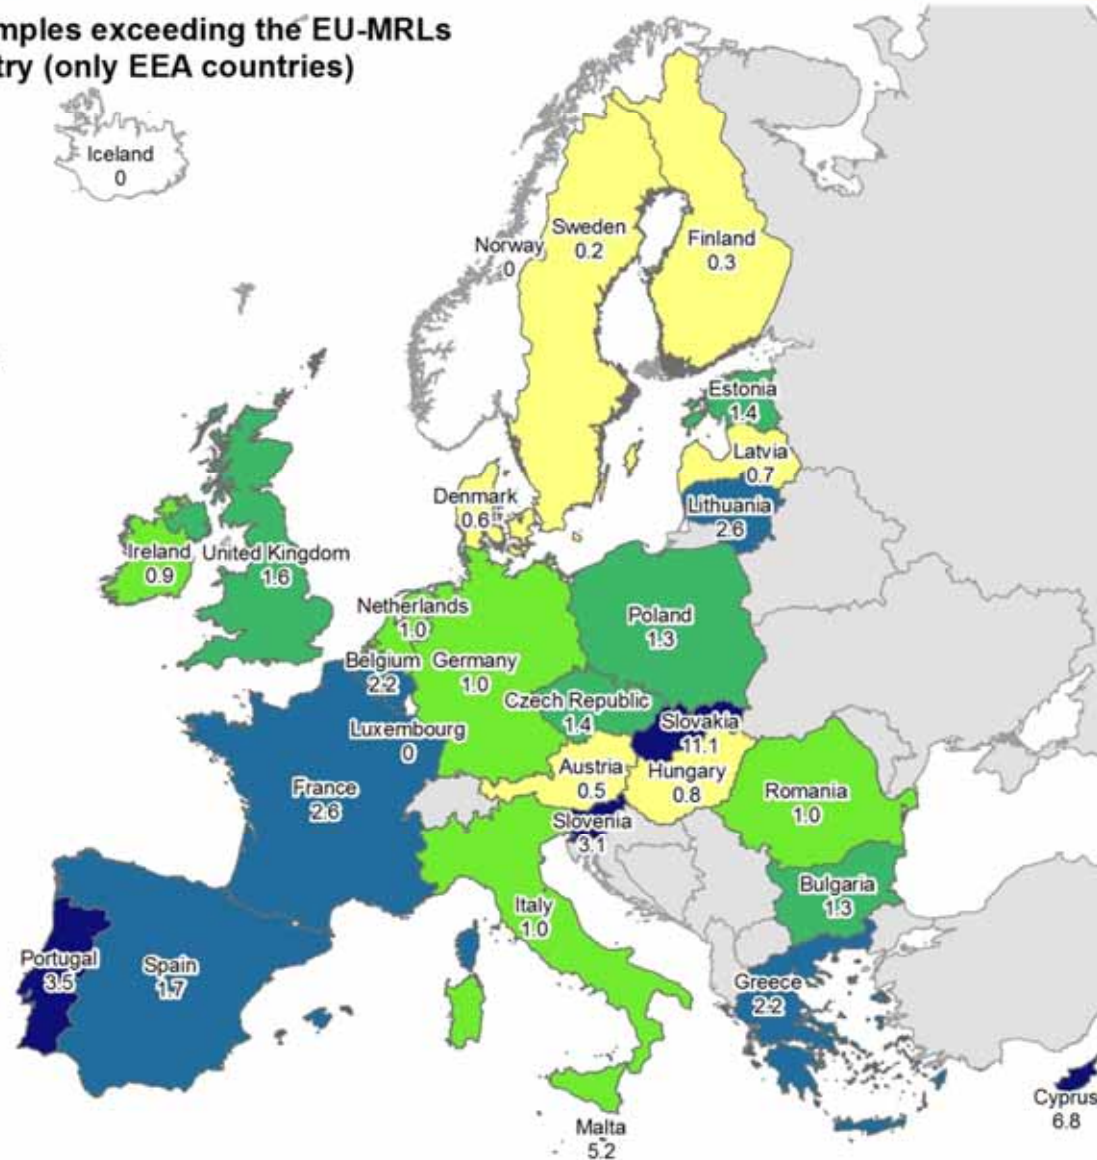 mples exceeding the EU-MRLs
try (only EEA countries)
Iceland
0
Norway
0
Sweden
0.2
Finland
0.3
Estonia
1.4
Latvia
0.7
Lithuania
2.6
Denmark
0.6
Ireland
0.9
United Kingdom
1.6
Netherlands
1.0
Poland
1.3
Belgium
2.2
Germany
1.0
Czech Republic
1.4
Slovakia
11.1
Luxembourg
0
Austria
0.5
Hungary
0.8
France
2.6
Romania
1.0
Slovenia
3.1
Bulgaria
1.3
Italy
1.0
Portugal
3.5
Spain
1.7
Greece
2.2
Cyprus
6.8
Malta
5.2